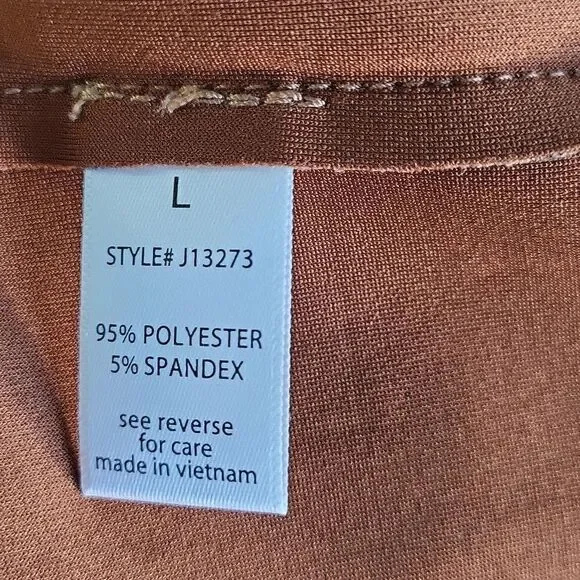 L
STYLE# J13273
95% POLYESTER
5% SPANDEX
see reverse
for care
made in vietnam